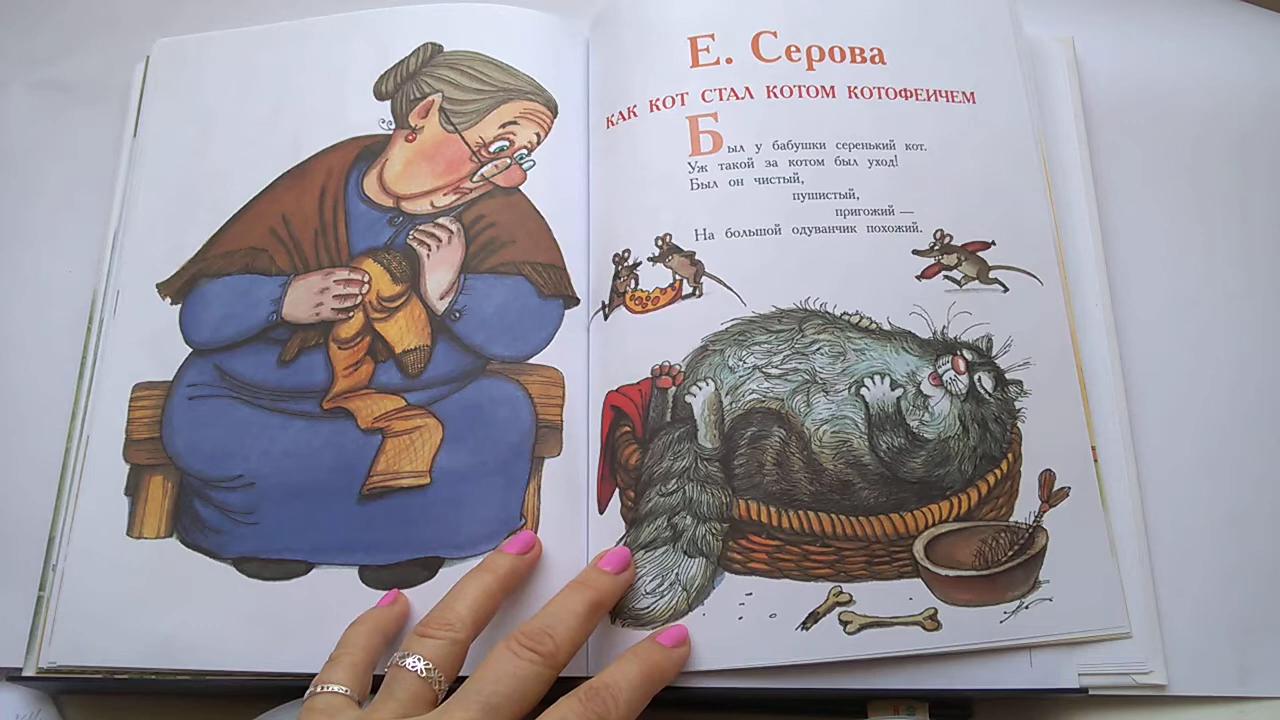 Е. Серова
КАК КОТ СТАЛ КОТОМ КОТОФЕИЧЕМ
Был у бабушки серенький кот.
Уж такой за котом был уход!
Был он чистый,
пушистый,
пригожий —
На большой одуванчик похожий.